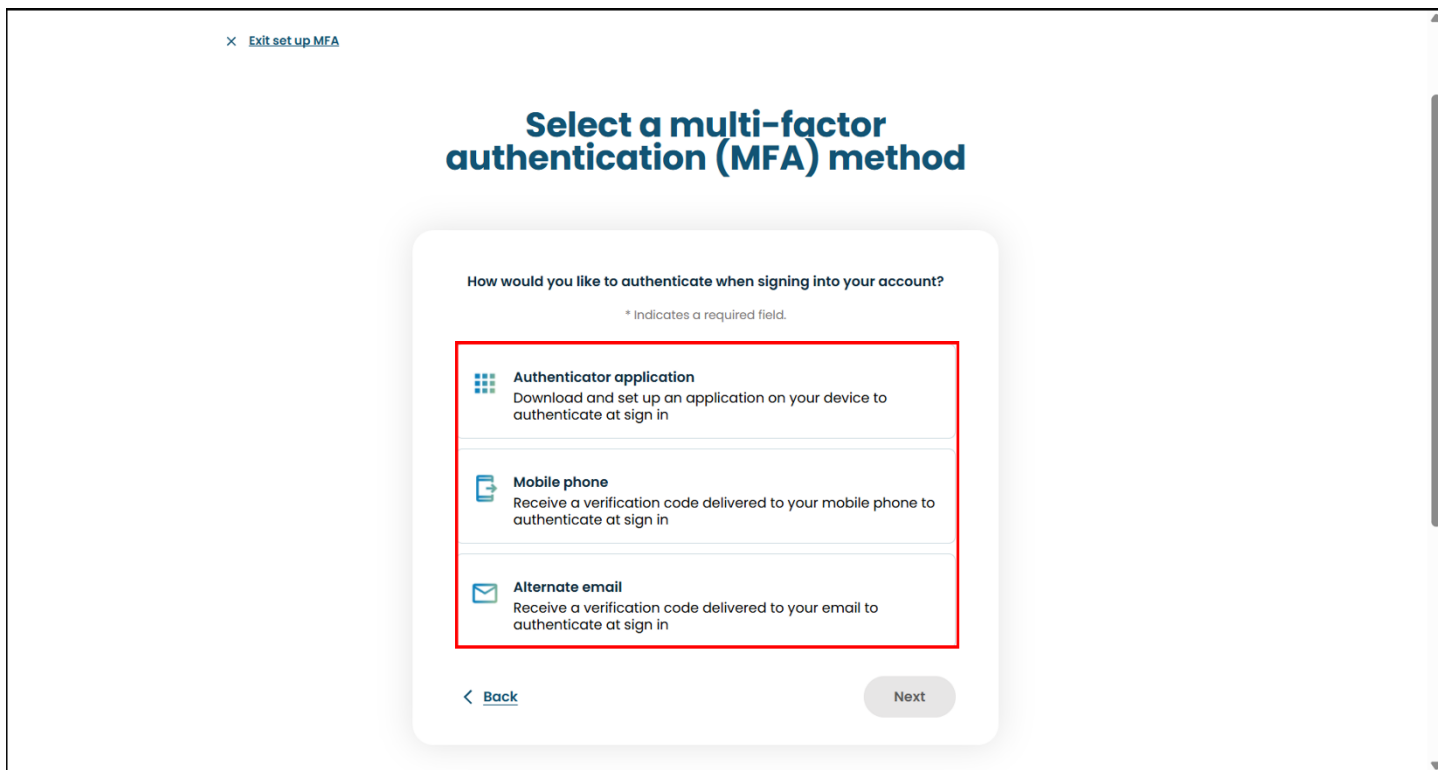 Exit set up MFA
Select a multi-factor
authentication (MFA) method
How would you like to authenticate when signing into your account?
* Indicates a required field.
Authenticator application
Download and set up an application on your device to
authenticate at sign in
Mobile phone
Receive a verification code delivered to your mobile phone to
authenticate at sign in
Alternate email
Receive a verification code delivered to your email to
authenticate at sign in
Back
Next